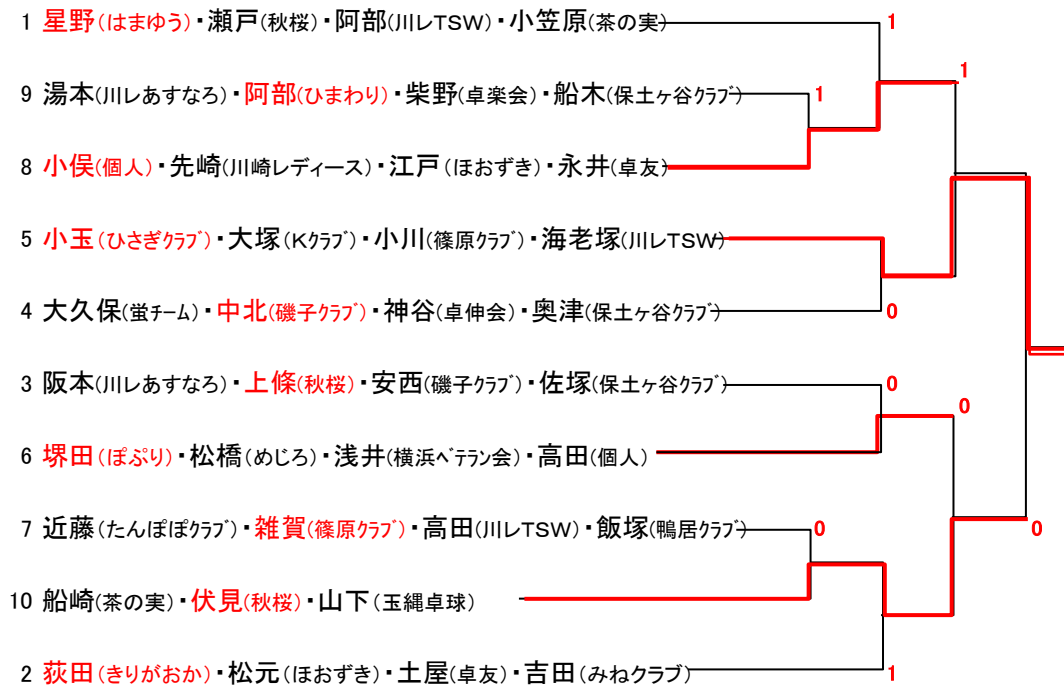 1 星野(はまゆう)・瀬戸(秋桜)・阿部(川レTSW)・小笠原(茶の実)
1
1
9 湯本(川レあすなろ)・阿部(ひまわり)・柴野(卓楽会)・船木(保土ヶ谷クラブ)
1
8 小俣(個人)・先崎(川崎レディース)・江戸(ほおずき)・永井(卓友)
5 小玉(ひさぎクラブ)・大塚(Kクラブ)・小川(篠原クラブ)・海老塚(川レTSW)
4 大久保(蛍チーム)・中北(磯子クラブ)・神谷(卓伸会)・奥津(保土ヶ谷クラブ)
0
3 阪本(川レあすなろ)・上條(秋桜)・安西(磯子クラブ)・佐塚(保土ヶ谷クラブ)
0
0
6 堺田(ぽぷり)・松橋(めじろ)・浅井(横浜ベテラン会)・高田(個人)
7 近藤(たんぽぽクラブ)・雑賀(篠原クラブ)・高田(川レTSW)・飯塚(鴨居クラブ)
0
0
10 船崎(茶の実)・伏見(秋桜)・山下(玉縄卓球)
2 荻田(きりがおか)・松元(ほおずき)・土屋(卓友)・吉田(みねクラブ)
1